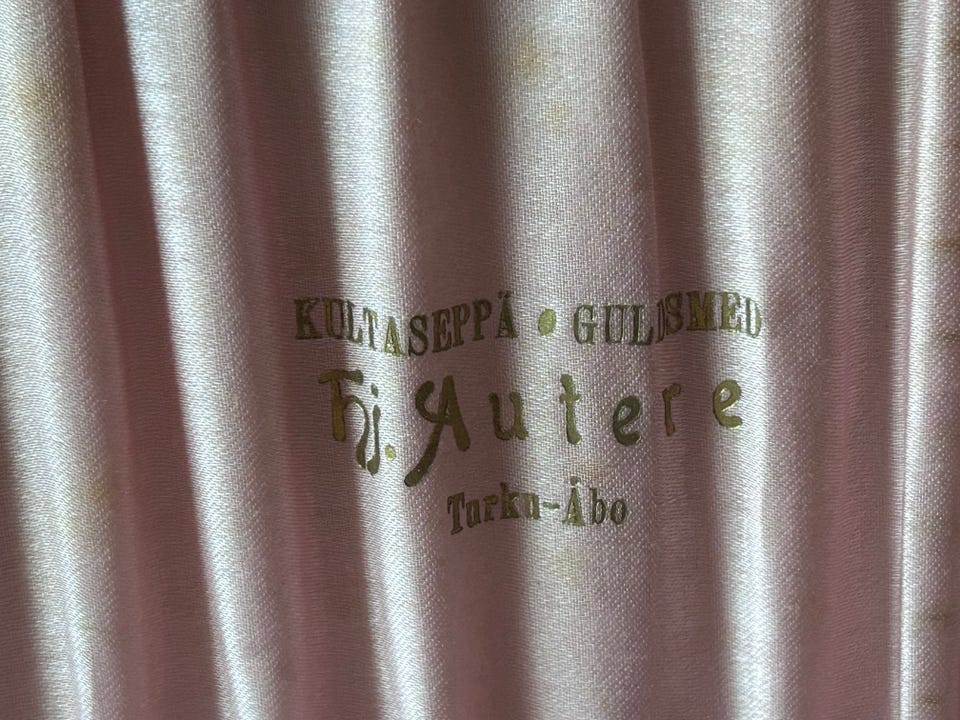 KULTASEPPÄ • GULDSMED
Hj. Autere
Turku-Åbo